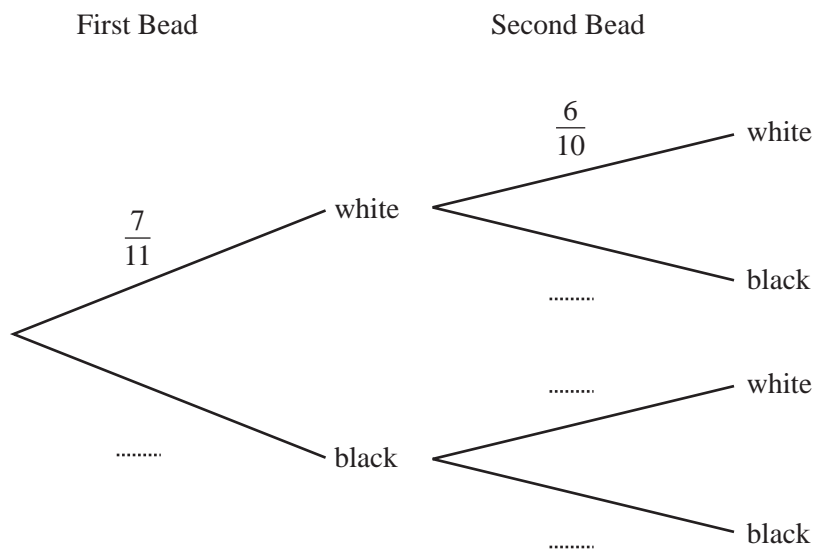 First Bead Second Bead
6/10
white
7/11
white
black
.......
.......
white
.......
black
black
.......